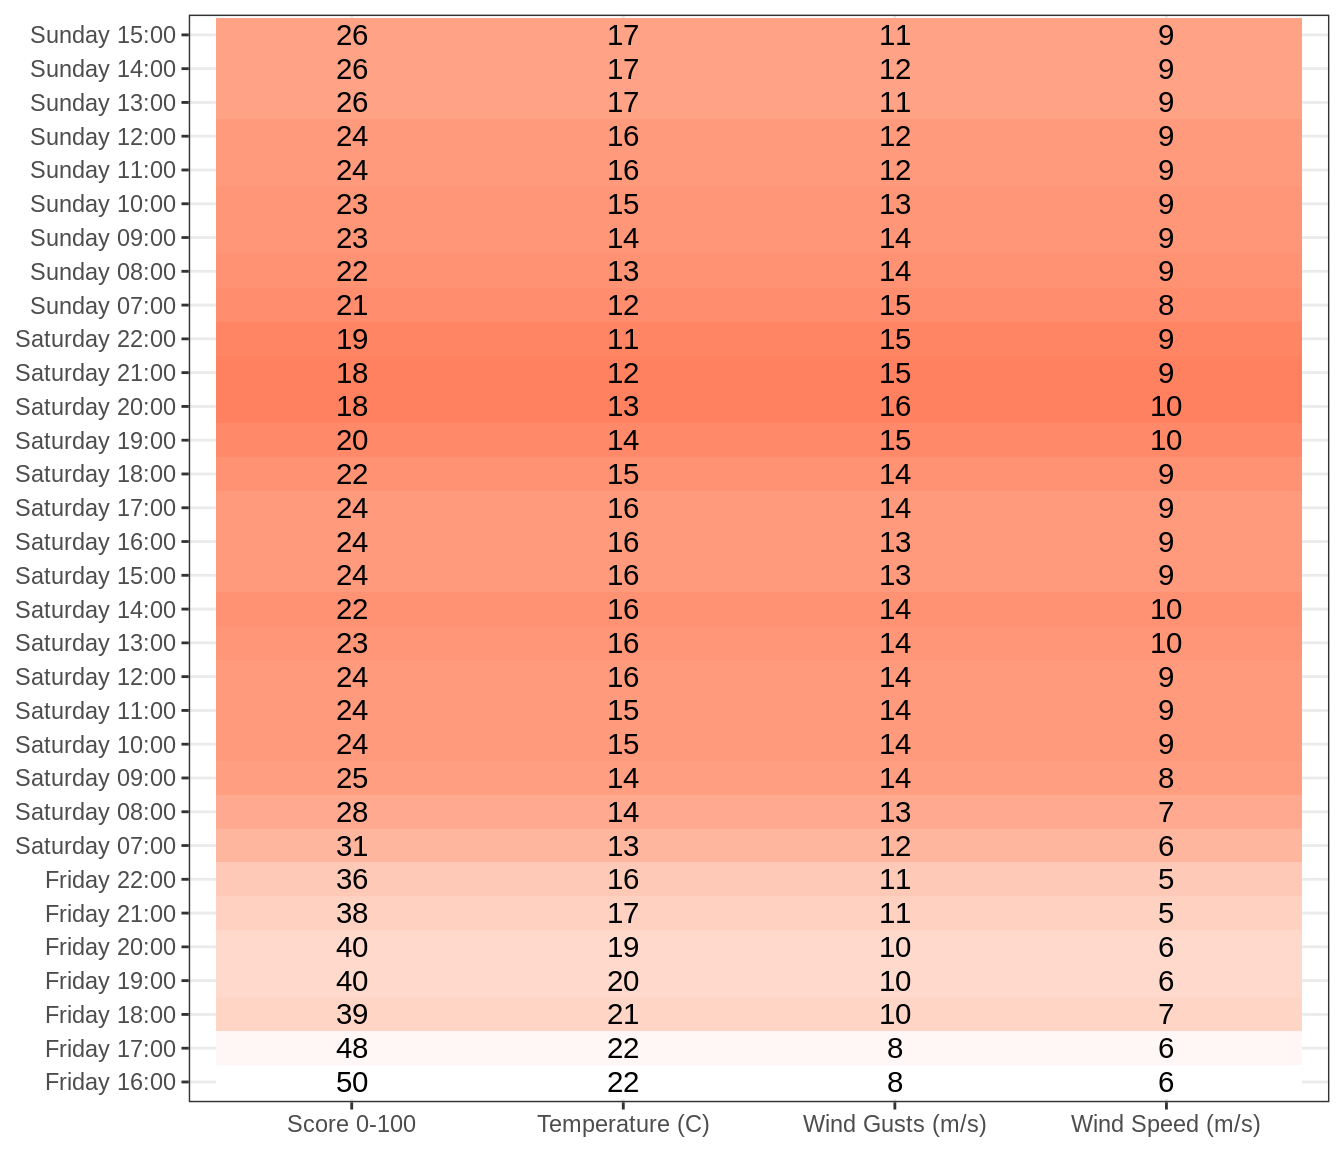 Sunday 15:00 26 17 11 9
Sunday 14:00 26 17 12 9
Sunday 13:00 26 17 11 9
Sunday 12:00 24 16 12 9
Sunday 11:00 24 16 12 9
Sunday 10:00 23 15 13 9
Sunday 09:00 23 14 14 9
Sunday 08:00 22 13 14 9
Sunday 07:00 21 12 15 8
Saturday 22:00 19 11 15 9
Saturday 21:00 18 12 15 9
Saturday 20:00 18 13 16 10
Saturday 19:00 20 14 15 10
Saturday 18:00 22 15 14 9
Saturday 17:00 24 16 14 9
Saturday 16:00 24 16 13 9
Saturday 15:00 24 16 13 9
Saturday 14:00 22 16 14 10
Saturday 13:00 23 16 14 10
Saturday 12:00 24 16 14 9
Saturday 11:00 24 15 14 9
Saturday 10:00 24 15 14 9
Saturday 09:00 25 14 14 8
Saturday 08:00 28 14 13 7
Saturday 07:00 31 13 12 6
Friday 22:00 36 16 11 5
Friday 21:00 38 17 11 5
Friday 20:00 40 19 10 6
Friday 19:00 40 20 10 6
Friday 18:00 39 21 10 7
Friday 17:00 48 22 8 6
Friday 16:00 50 22 8 6
Score 0-100 Temperature (C) Wind Gusts (m/s) Wind Speed (m/s)